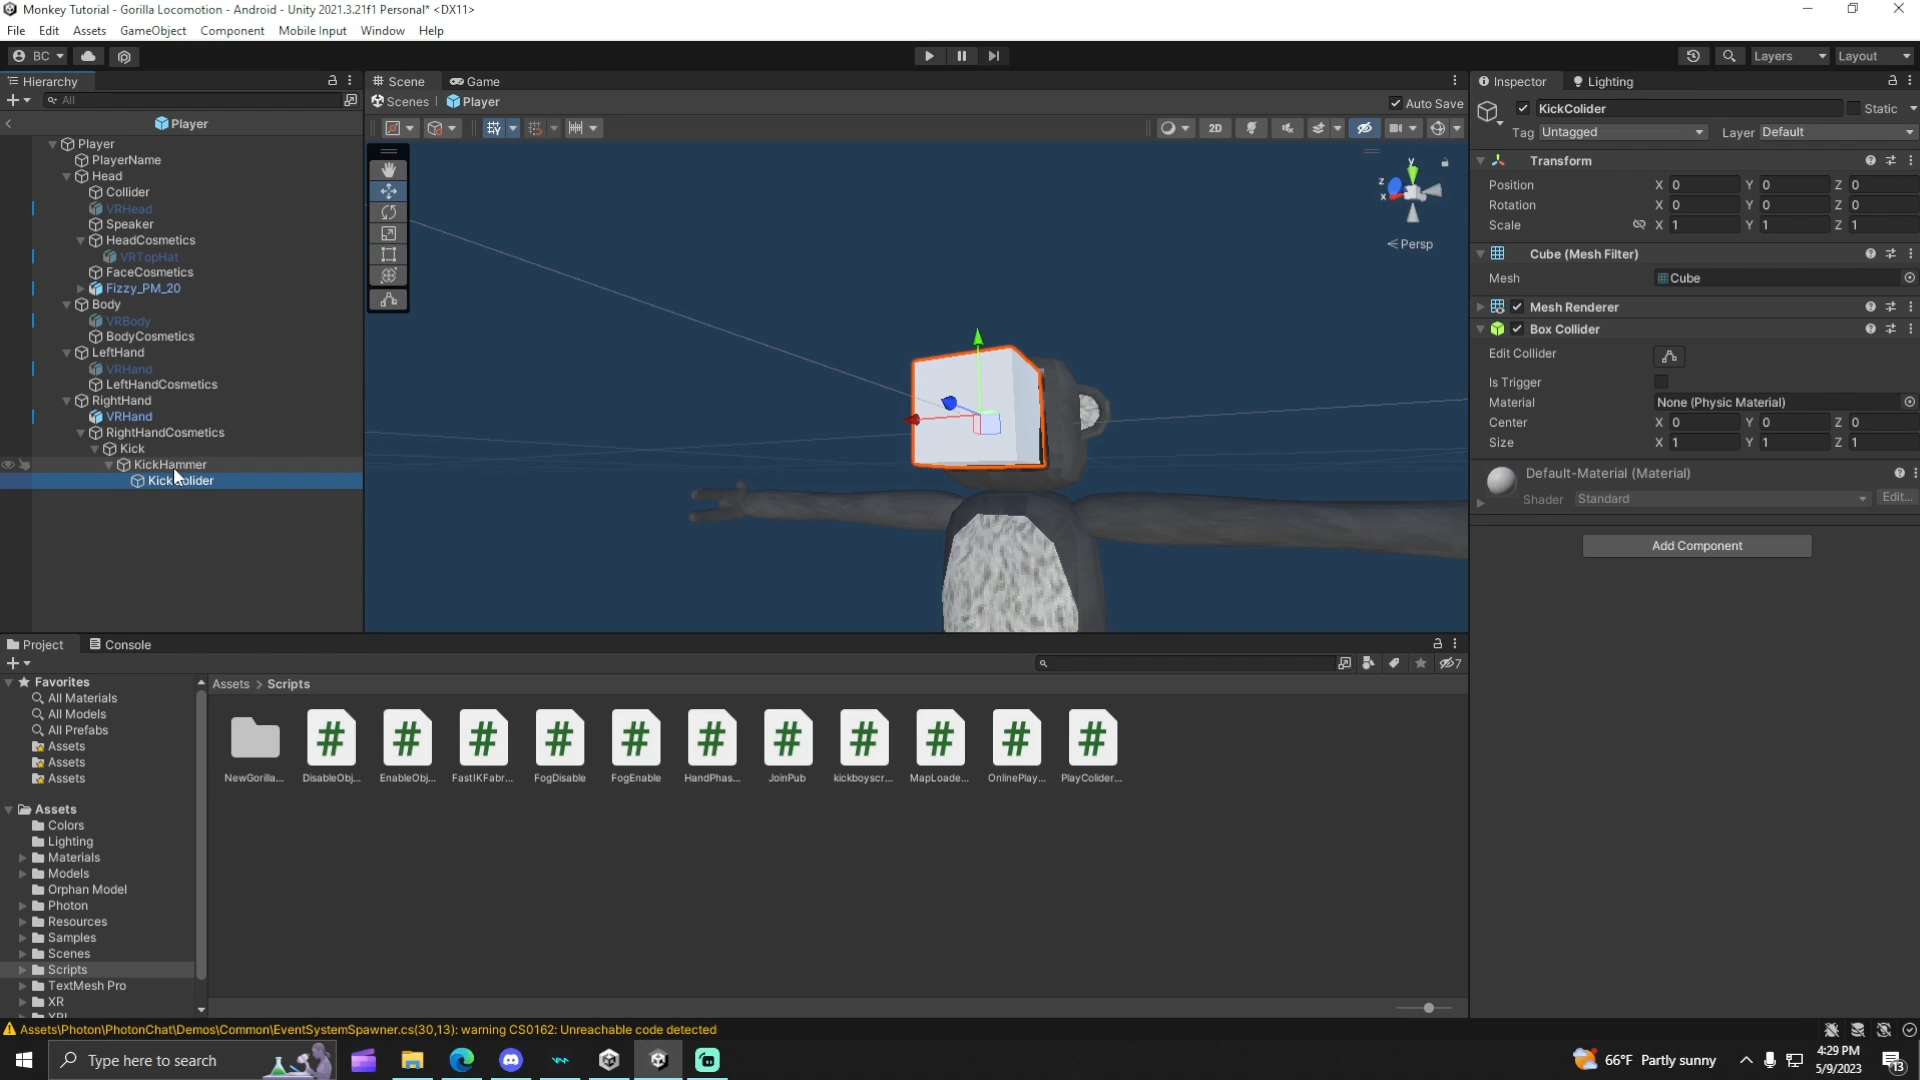 Monkey Tutorial - Gorilla Locomotion - Android - Unity 2021.3.21f1 Personal* <DX11>
File Edit Assets GameObject Component Mobile Input Window Help
BC Layers Layout
Hierarchy
All
Player
Player
PlayerName
Head
Collider
VRHead
Speaker
HeadCosmetics
VRTopHat
FaceCosmetics
Fizzy_PM_20
Body
VRBody
BodyCosmetics
LeftHand
VRHand
LeftHandCosmetics
RightHand
VRHand
RightHandCosmetics
Kick
KickHammer
KickColider
Scene Game
Scenes Player Auto Save
2D
y
z
x
Persp
Inspector Lighting
KickColider Static
Tag Untagged Layer Default
Transform
Position X 0 Y 0 Z 0
Rotation X 0 Y 0 Z 0
Scale X 1 Y 1 Z 1
Cube (Mesh Filter)
Mesh Cube
Mesh Renderer
Box Collider
Edit Collider
Is Trigger
Material None (Physic Material)
Center X 0 Y 0 Z 0
Size X 1 Y 1 Z 1
Default-Material (Material)
Shader Standard Edit...
Add Component
Project Console
7
Favorites
All Materials
All Models
All Prefabs
Assets
Assets
Assets
Assets
Colors
Lighting
Materials
Models
Orphan Model
Photon
Resources
Samples
Scenes
Scripts
TextMesh Pro
XR
XRI
Assets > Scripts
NewGorilla... DisableObj... EnableObj... FastIKFabr... FogDisable FogEnable HandPhas... JoinPub kickboyscr... MapLoade... OnlinePlay... PlayColider...
Assets\Photon\PhotonChat\Demos\Common\EventSystemSpawner.cs(30,13): warning CS0162: Unreachable code detected
Type here to search
66°F Partly sunny
4:29 PM
5/9/2023
13